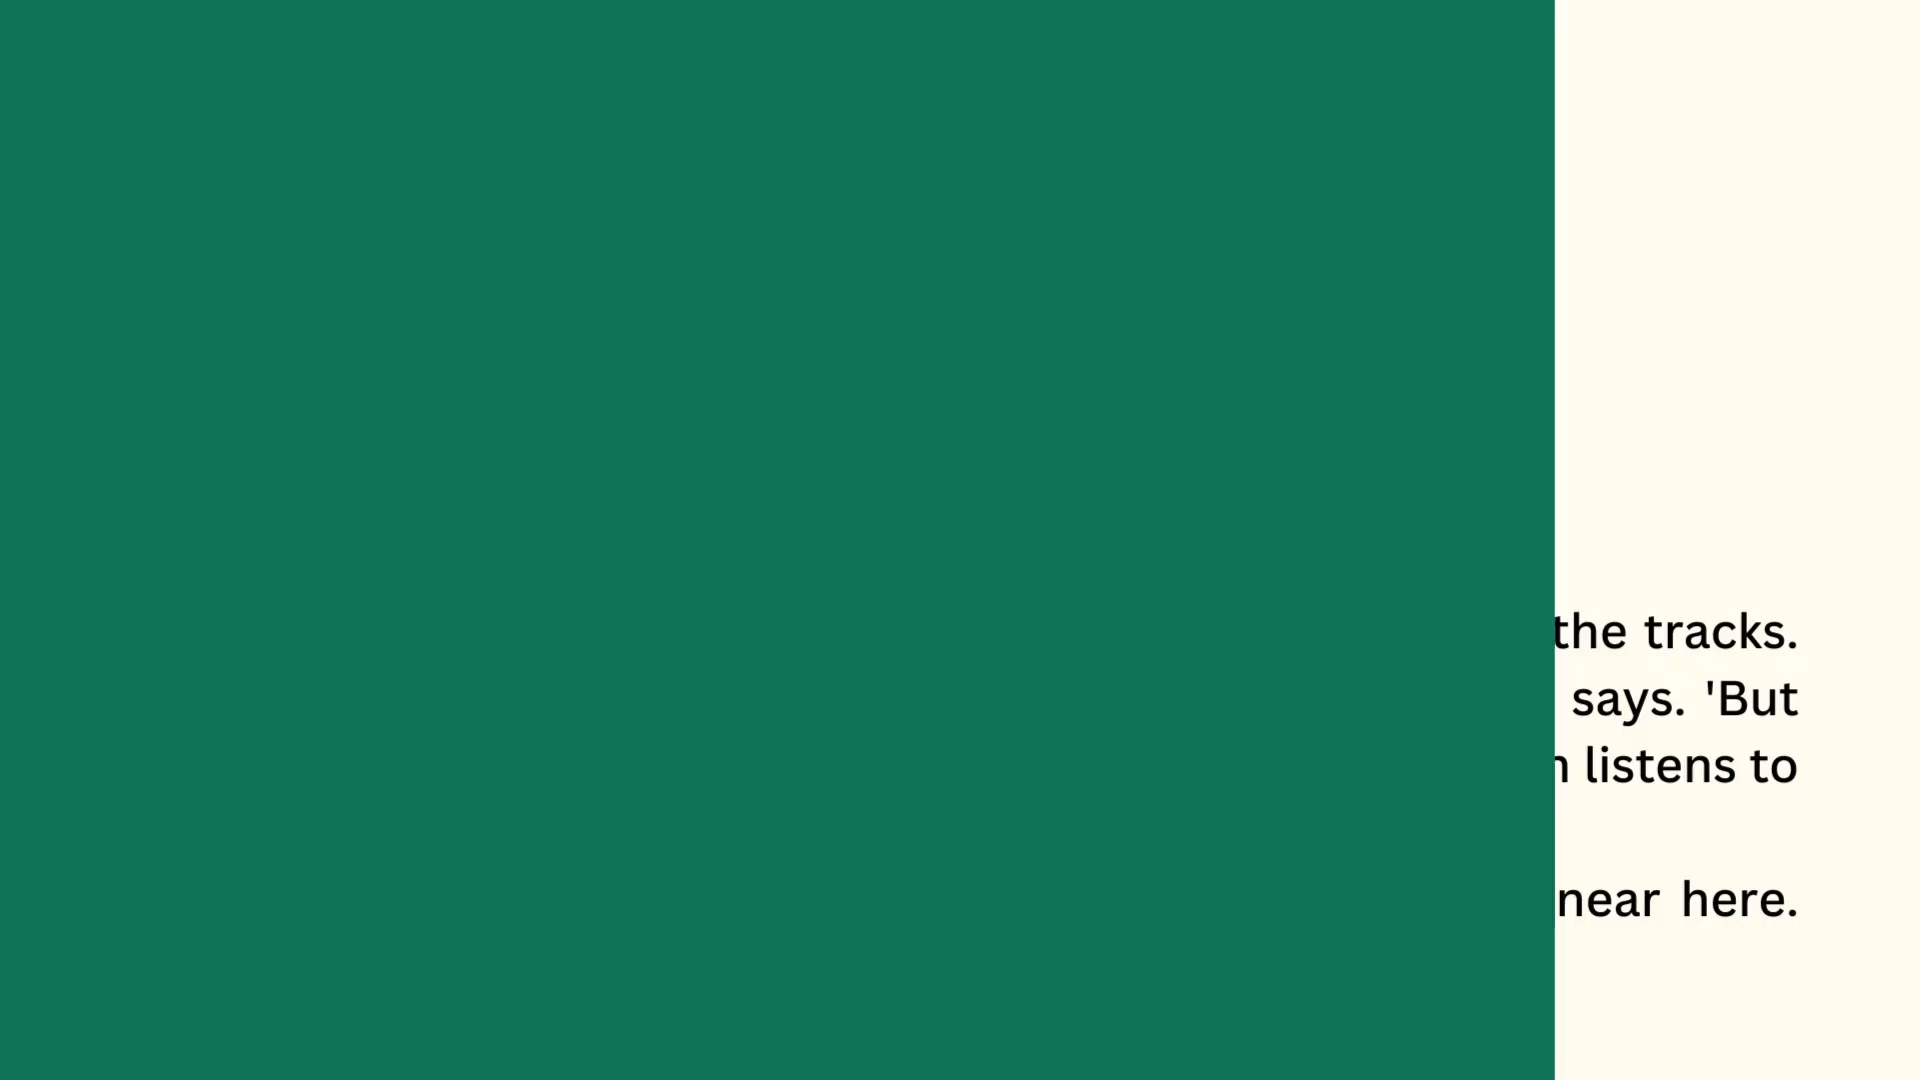 the tracks.
says. 'But
listens to
near here.